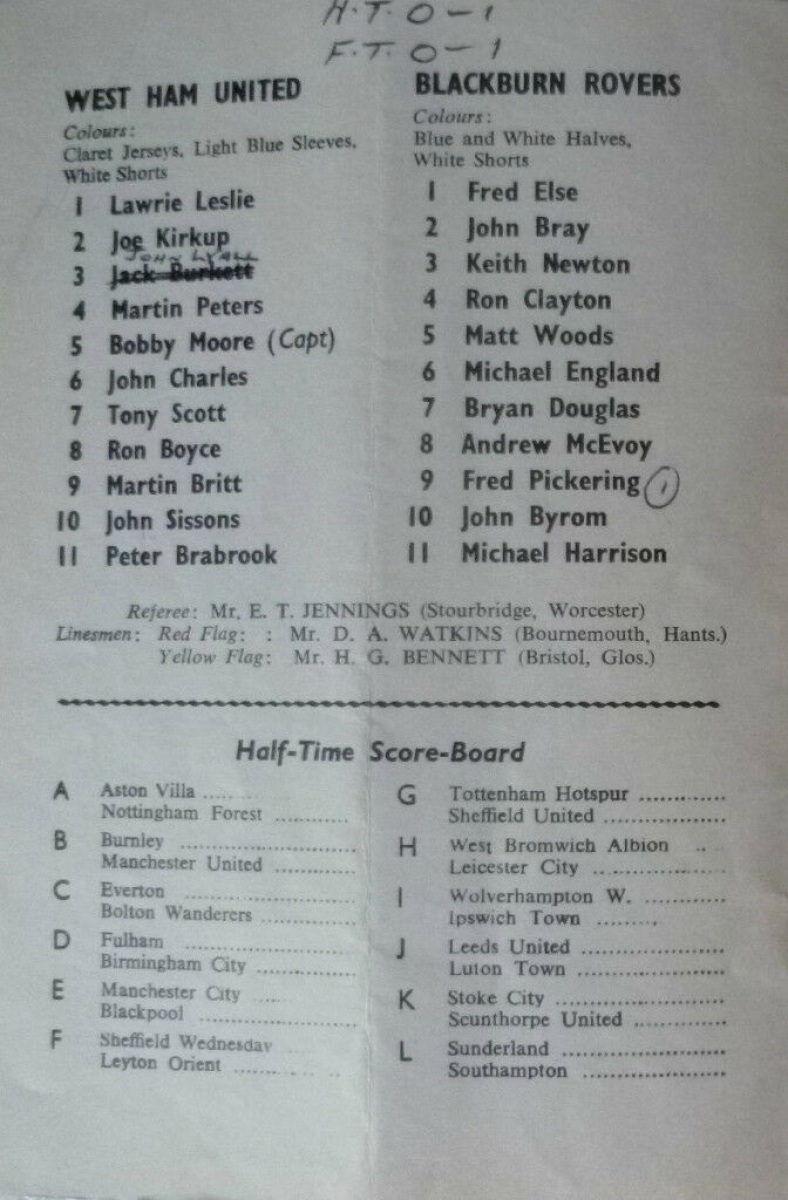 H.T. 0-1
F.T. 0-1
WEST HAM UNITED
Colours:
Claret Jerseys, Light Blue Sleeves,
White Shorts
1 Lawrie Leslie
2 Joe Kirkup
JOHN LYALL
3 Jack Burkett
4 Martin Peters
5 Bobby Moore (Capt)
6 John Charles
7 Tony Scott
8 Ron Boyce
9 Martin Britt
10 John Sissons
11 Peter Brabrook
BLACKBURN ROVERS
Colours:
Blue and White Halves,
White Shorts
1 Fred Else
2 John Bray
3 Keith Newton
4 Ron Clayton
5 Matt Woods
6 Michael England
7 Bryan Douglas
8 Andrew McEvoy
9 Fred Pickering 1
10 John Byrom
11 Michael Harrison
Referee: Mr. E. T. JENNINGS (Stourbridge, Worcester)
Linesmen: Red Flag: : Mr. D. A. WATKINS (Bournemouth, Hants.)
Yellow Flag: Mr. H. G. BENNETT (Bristol, Glos.)
Half-Time Score-Board
A Aston Villa .....
Nottingham Forest ............
B Burnley ............................
Manchester United .............
C Everton ...........................
Bolton Wanderers ...............
D Fulham ...........................
Birmingham City ................
E Manchester City .....
Blackpool .........................
F Sheffield Wednesday
Leyton Orient .............
G Tottenham Hotspur .............
Sheffield United ..................
H West Bromwich Albion ..
Leicester City ...................
I Wolverhampton W. ............
Ipswich Town .........
J Leeds United .....................
Luton Town ......................
K Stoke City .........................
Scunthorpe United ..............
L Sunderland ........................
Southampton .....................